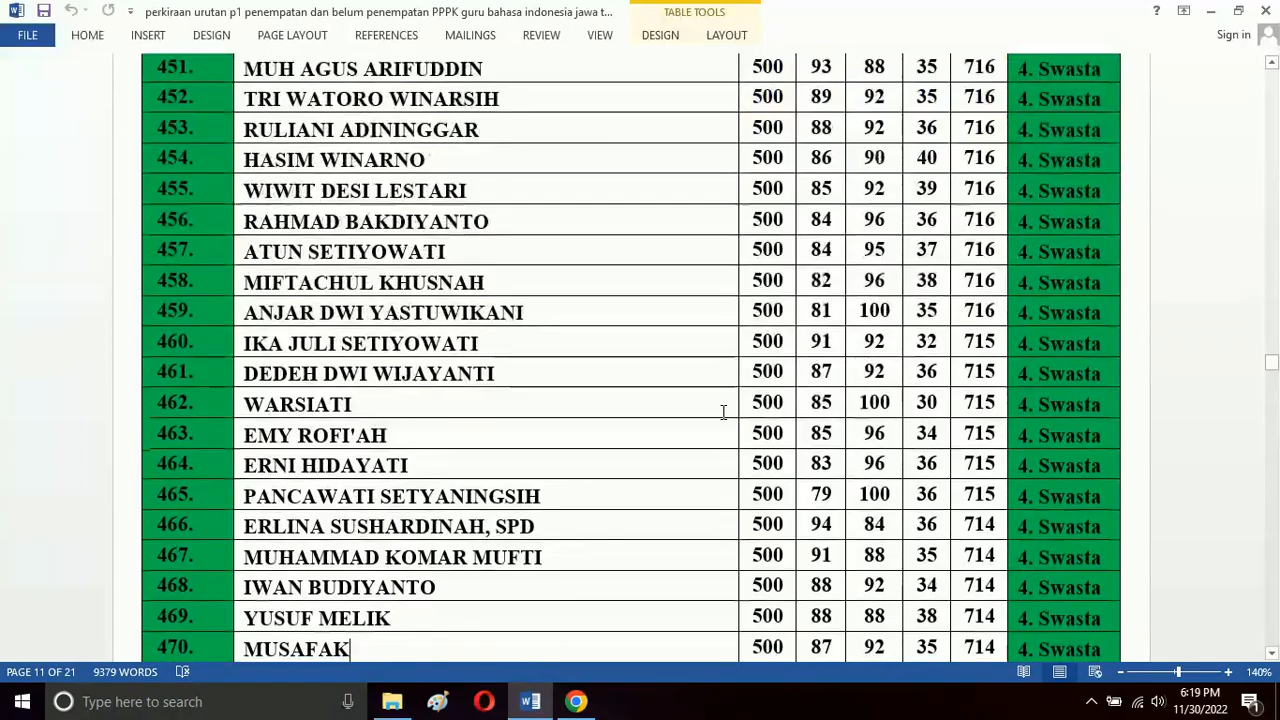 perkiraan urutan p1 penempatan dan belum penempatan PPPK guru bahasa indonesia jawa t...
TABLE TOOLS
FILE HOME INSERT DESIGN PAGE LAYOUT REFERENCES MAILINGS REVIEW VIEW DESIGN LAYOUT Sign in
451. MUH AGUS ARIFUDDIN 500 93 88 35 716 4. Swasta
452. TRI WATORO WINARSIH 500 89 92 35 716 4. Swasta
453. RULIANI ADININGGAR 500 88 92 36 716 4. Swasta
454. HASIM WINARNO 500 86 90 40 716 4. Swasta
455. WIWIT DESI LESTARI 500 85 92 39 716 4. Swasta
456. RAHMAD BAKDIYANTO 500 84 96 36 716 4. Swasta
457. ATUN SETIYOWATI 500 84 95 37 716 4. Swasta
458. MIFTACHUL KHUSNAH 500 82 96 38 716 4. Swasta
459. ANJAR DWI YASTUWIKANI 500 81 100 35 716 4. Swasta
460. IKA JULI SETIYOWATI 500 91 92 32 715 4. Swasta
461. DEDEH DWI WIJAYANTI 500 87 92 36 715 4. Swasta
462. WARSIATI 500 85 100 30 715 4. Swasta
463. EMY ROFI'AH 500 85 96 34 715 4. Swasta
464. ERNI HIDAYATI 500 83 96 36 715 4. Swasta
465. PANCAWATI SETYANINGSIH 500 79 100 36 715 4. Swasta
466. ERLINA SUSHARDINAH, SPD 500 94 84 36 714 4. Swasta
467. MUHAMMAD KOMAR MUFTI 500 91 88 35 714 4. Swasta
468. IWAN BUDIYANTO 500 88 92 34 714 4. Swasta
469. YUSUF MELIK 500 88 88 38 714 4. Swasta
470. MUSAFAK 500 87 92 35 714 4. Swasta
PAGE 11 OF 21 9379 WORDS 140%
Type here to search
6:19 PM
11/30/2022